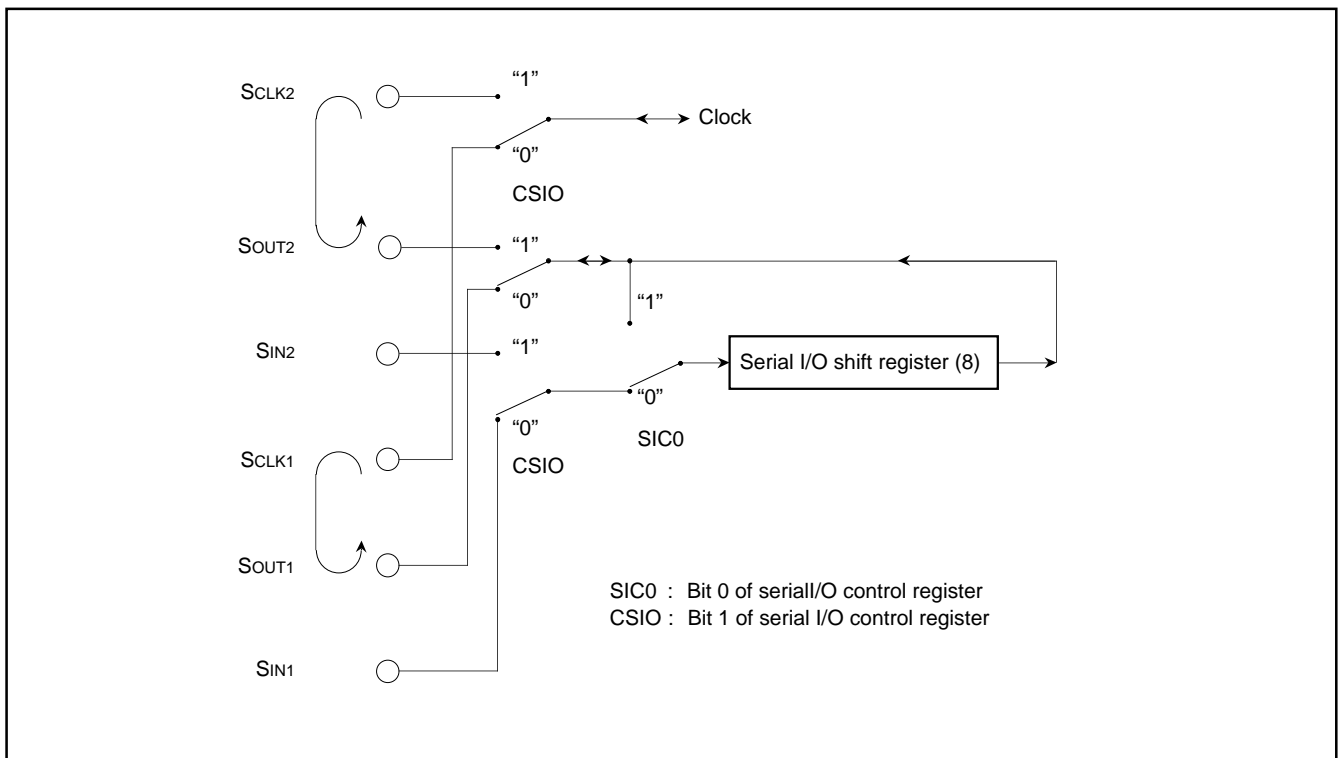 SCLK2
“1”
Clock
“0”
CSIO
SOUT2
“1”
“0”
“1”
SIN2
“1”
Serial I/O shift register (8)
“0”
“0”
SIC0
SCLK1
CSIO
SOUT1
SIC0 : Bit 0 of serialI/O control register
CSIO : Bit 1 of serial I/O control register
SIN1